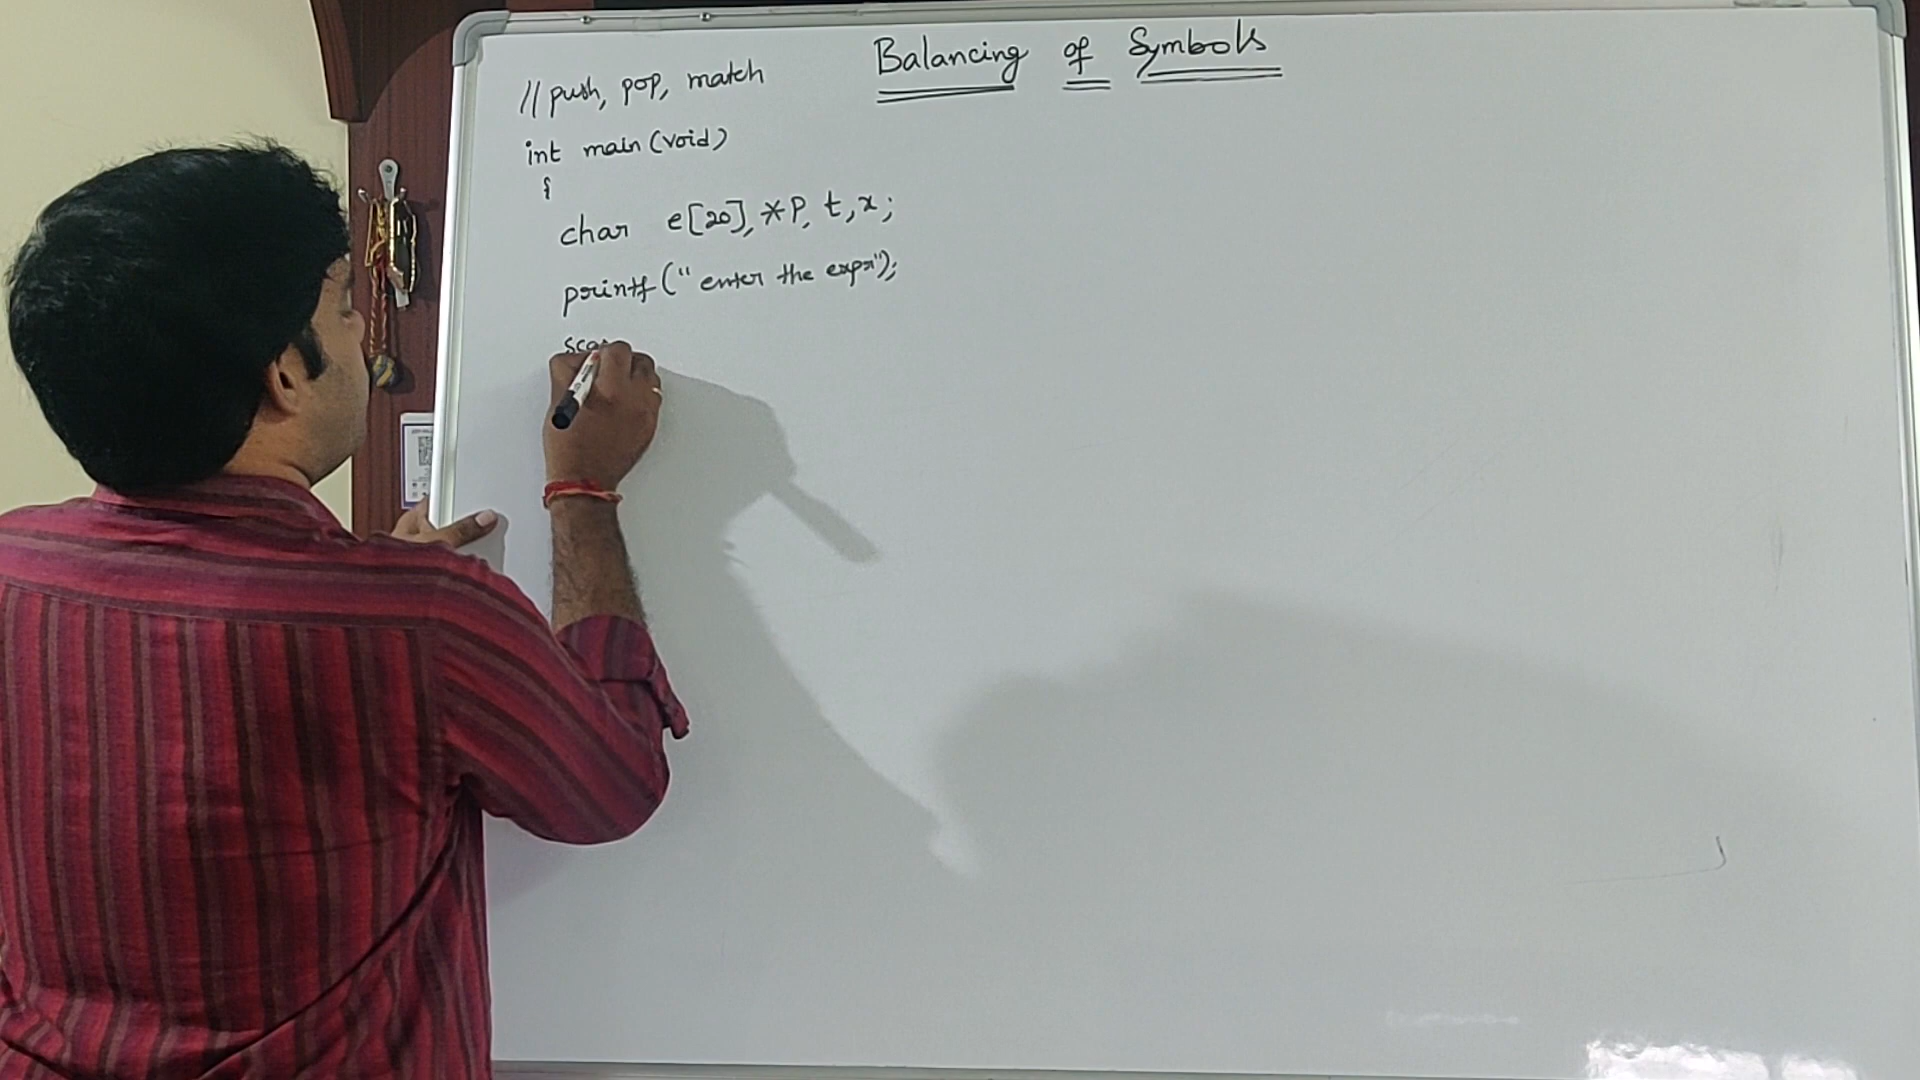 Balancing of Symbols
// push, pop, match
int main (void)
{
char e[20], *P, t, x;
printf (" enter the expr");